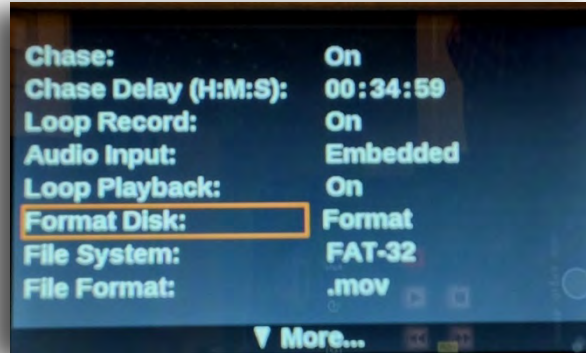 Chase: On
Chase Delay (H:M:S): 00:34:59
Loop Record: On
Audio Input: Embedded
Loop Playback: On
Format Disk: Format
File System: FAT-32
File Format: .mov
▼ More...